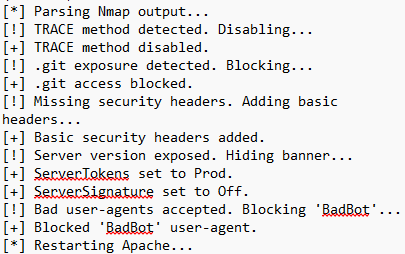 [*] Parsing Nmap output...
[!] TRACE method detected. Disabling...
[+] TRACE method disabled.
[!] .git exposure detected. Blocking...
[+] .git access blocked.
[!] Missing security headers. Adding basic
headers...
[+] Basic security headers added.
[!] Server version exposed. Hiding banner...
[+] ServerTokens set to Prod.
[+] ServerSignature set to Off.
[!] Bad user-agents accepted. Blocking 'BadBot'...
[+] Blocked 'BadBot' user-agent.
[*] Restarting Apache...